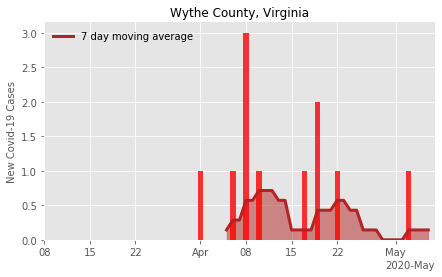 Wythe County, Virginia
7 day moving average
New Covid-19 Cases
3.0
2.5
2.0
1.5
1.0
0.5
0.0
08 15 22 Apr 08 15 22 May
2020-May